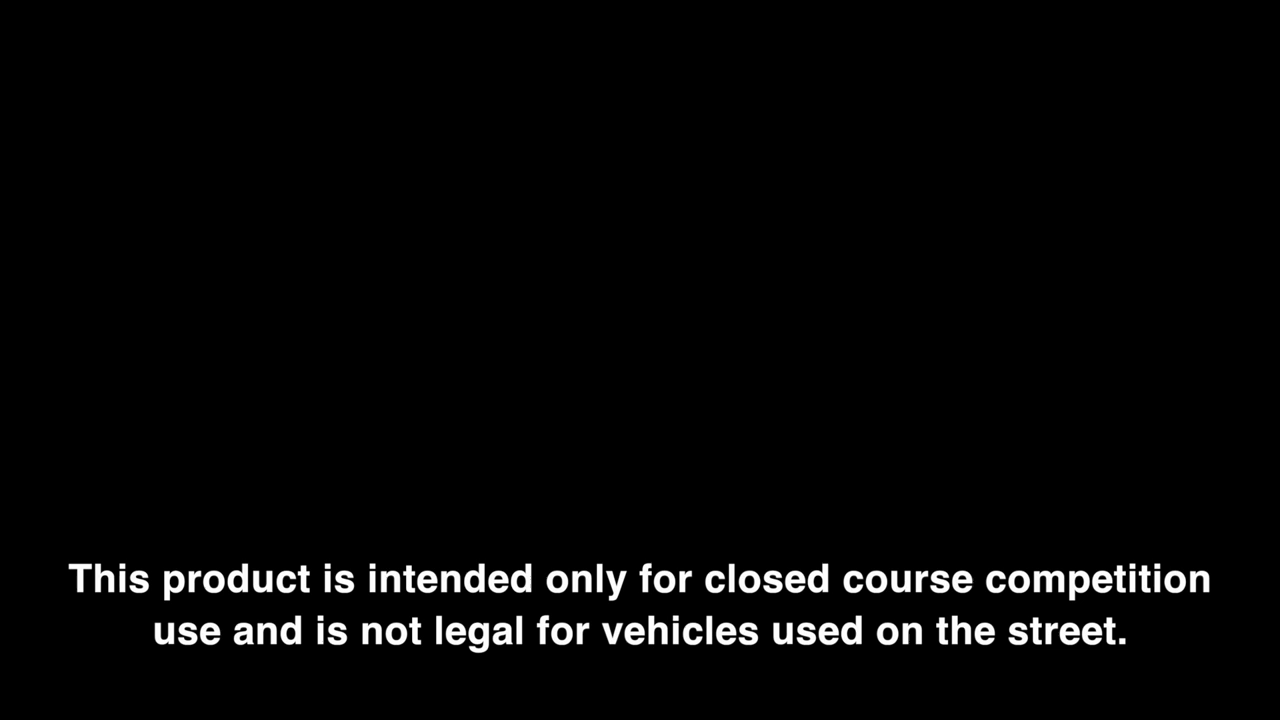 This product is intended only for closed course competition
use and is not legal for vehicles used on the street.